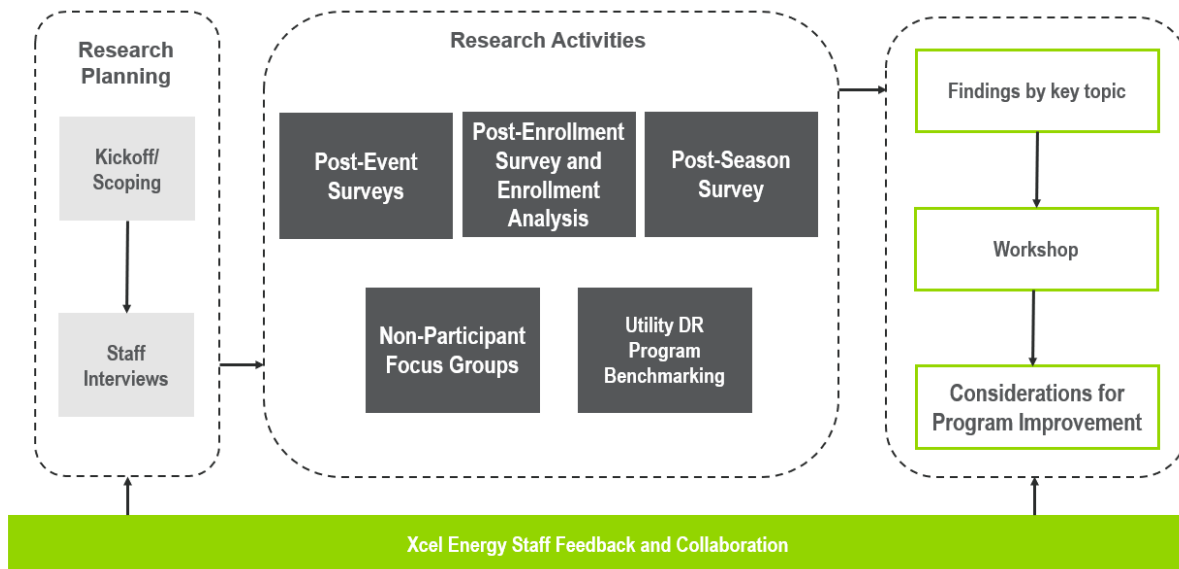 Research
Planning
Kickoff/
Scoping
Staff
Interviews
Research Activities
Post-Event
Surveys
Post-Enrollment
Survey and
Enrollment
Analysis
Post-Season
Survey
Non-Participant
Focus Groups
Utility DR
Program
Benchmarking
Findings by key topic
Workshop
Considerations for
Program Improvement
Xcel Energy Staff Feedback and Collaboration